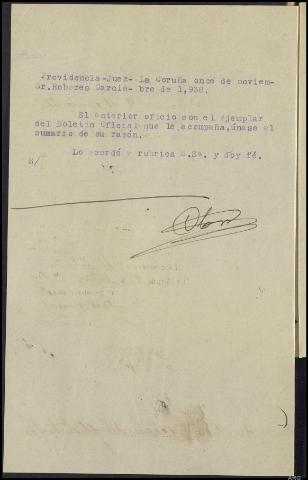 Providencia-Juez- La Coruña once de noviem-
Sr. Roberes Garcia- bre de 1,938.
El anterior oficio con el ejemplar
del Boletin Oficial que le acompaña, únase el
sumario de su razón.
Lo acordó y rubrica S.Sª. y doy fé.
M/